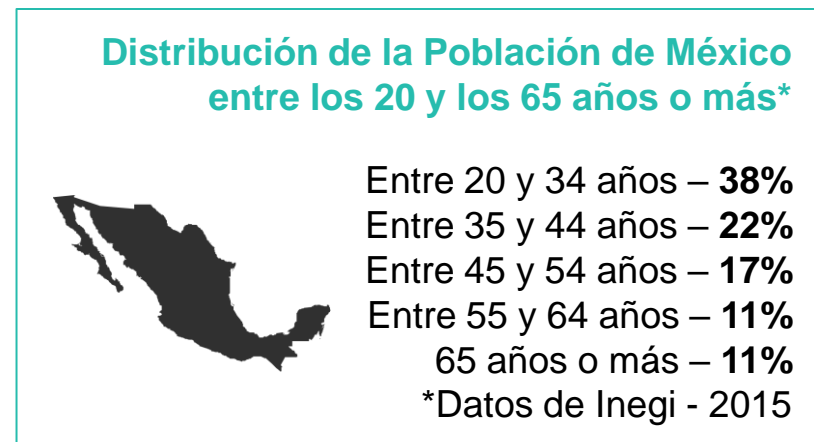 Distribución de la Población de México
entre los 20 y los 65 años o más*
Entre 20 y 34 años – 38%
Entre 35 y 44 años – 22%
Entre 45 y 54 años – 17%
Entre 55 y 64 años – 11%
65 años o más – 11%
*Datos de Inegi - 2015